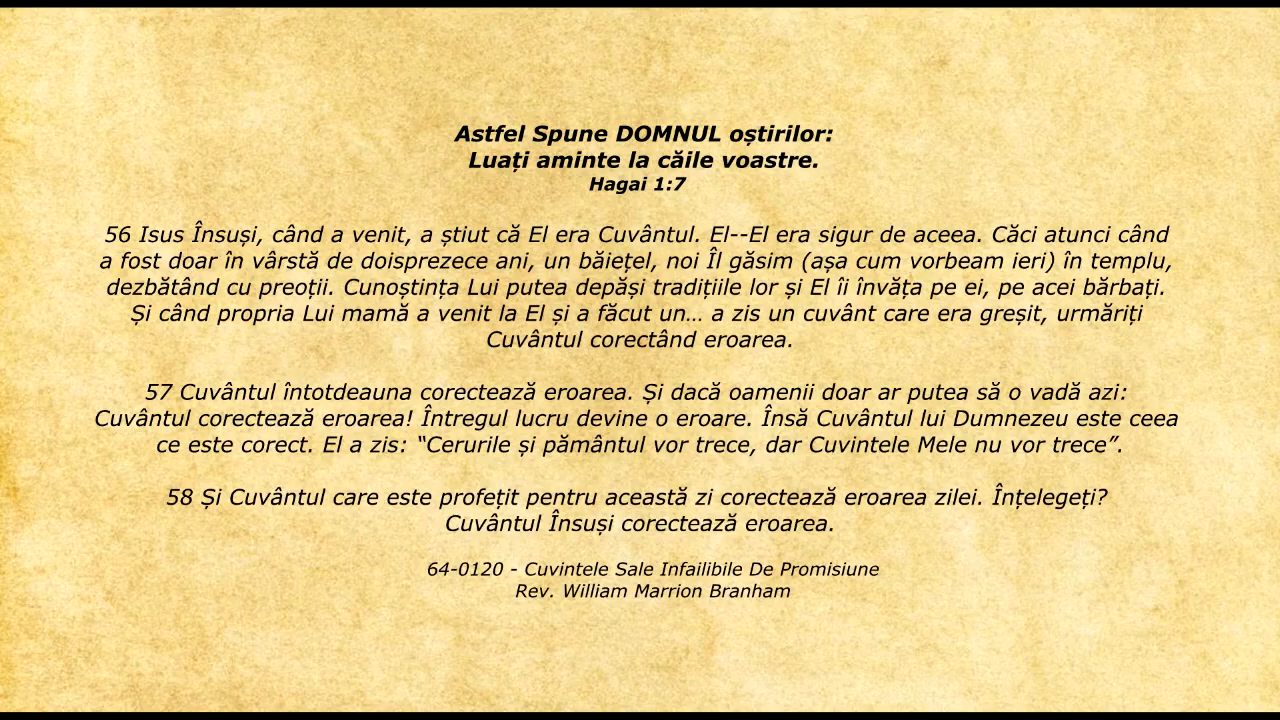 Astfel Spune DOMNUL oștirilor:
Luați aminte la căile voastre.
Hagai 1:7
56 Isus Însuși, când a venit, a știut că El era Cuvântul. El--El era sigur de aceea. Căci atunci când
a fost doar în vârstă de doisprezece ani, un băiețel, noi Îl găsim (așa cum vorbeam ieri) în templu,
dezbătând cu preoții. Cunoștința Lui putea depăși tradițiile lor și El îi învăța pe ei, pe acei bărbați.
Și când propria Lui mamă a venit la El și a făcut un… a zis un cuvânt care era greșit, urmăriți
Cuvântul corectând eroarea.
57 Cuvântul întotdeauna corectează eroarea. Și dacă oamenii doar ar putea să o vadă azi:
Cuvântul corectează eroarea! Întregul lucru devine o eroare. Însă Cuvântul lui Dumnezeu este ceea
ce este corect. El a zis: “Cerurile și pământul vor trece, dar Cuvintele Mele nu vor trece”.
58 Și Cuvântul care este profețit pentru această zi corectează eroarea zilei. Înțelegeți?
Cuvântul Însuși corectează eroarea.
64-0120 - Cuvintele Sale Infailibile De Promisiune
Rev. William Marrion Branham